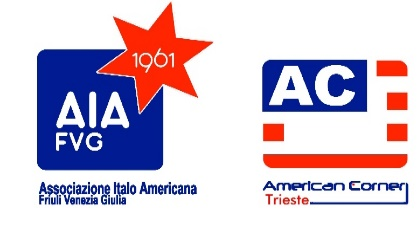 1961
AIA
FVG
Associazione Italo Americana
Friuli Venezia Giulia
AC
American Corner
Trieste